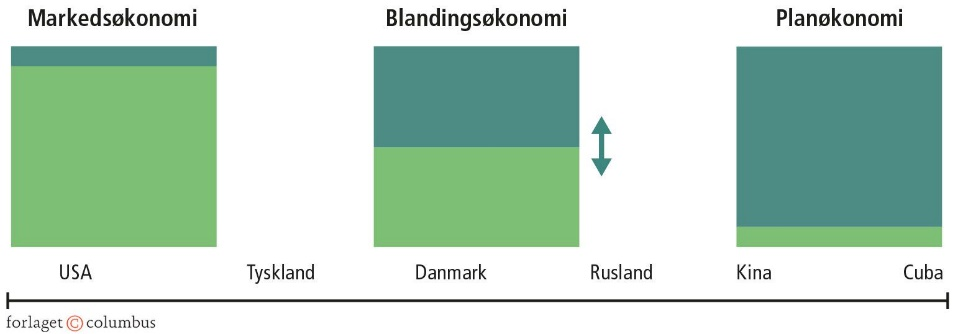 Markedsøkonomi Blandingsøkonomi Planøkonomi
USA Tyskland Danmark Rusland Kina Cuba
forlaget © columbus